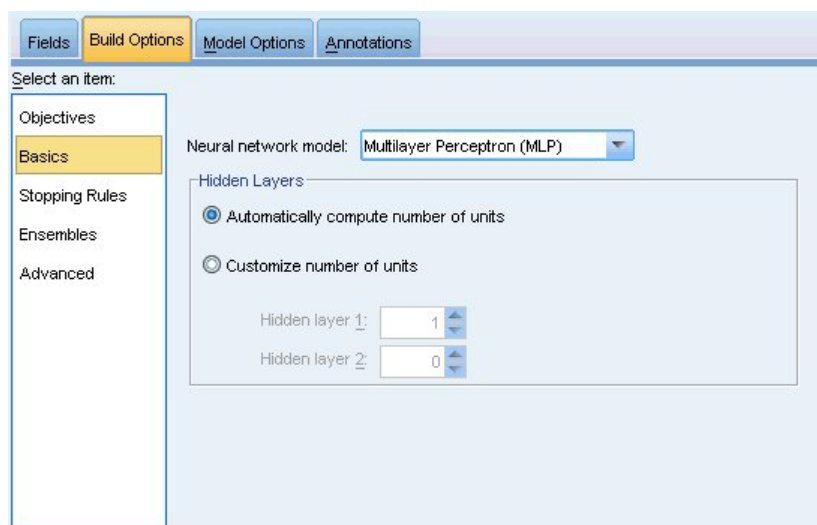 Fields Build Options Model Options Annotations
Select an item:
Objectives
Basics
Stopping Rules
Ensembles
Advanced
Neural network model: Multilayer Perceptron (MLP)
Hidden Layers
Automatically compute number of units
Customize number of units
Hidden layer 1: 1
Hidden layer 2: 0